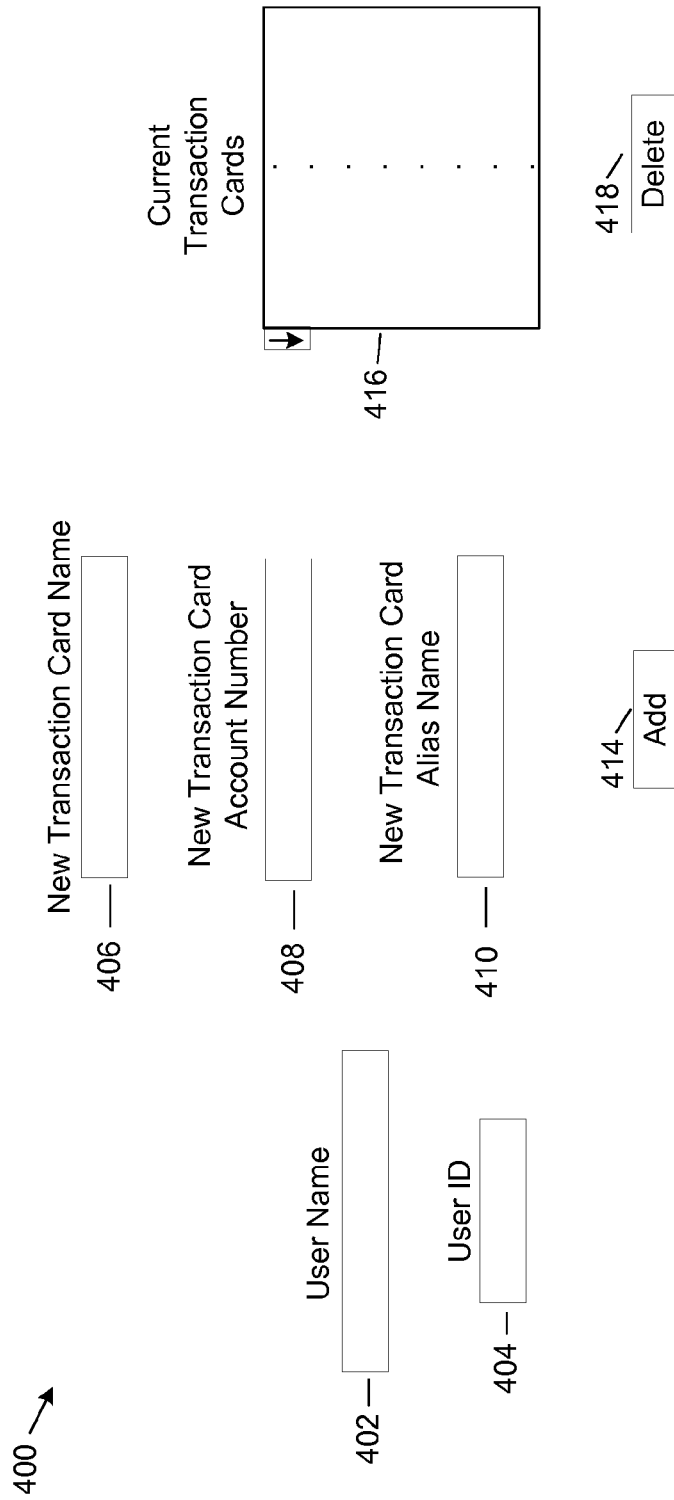 400
User Name
402
User ID
404
New Transaction Card Name
406
New Transaction Card
Account Number
408
New Transaction Card
Alias Name
410
414
Add
Current
Transaction
Cards
416
418
Delete